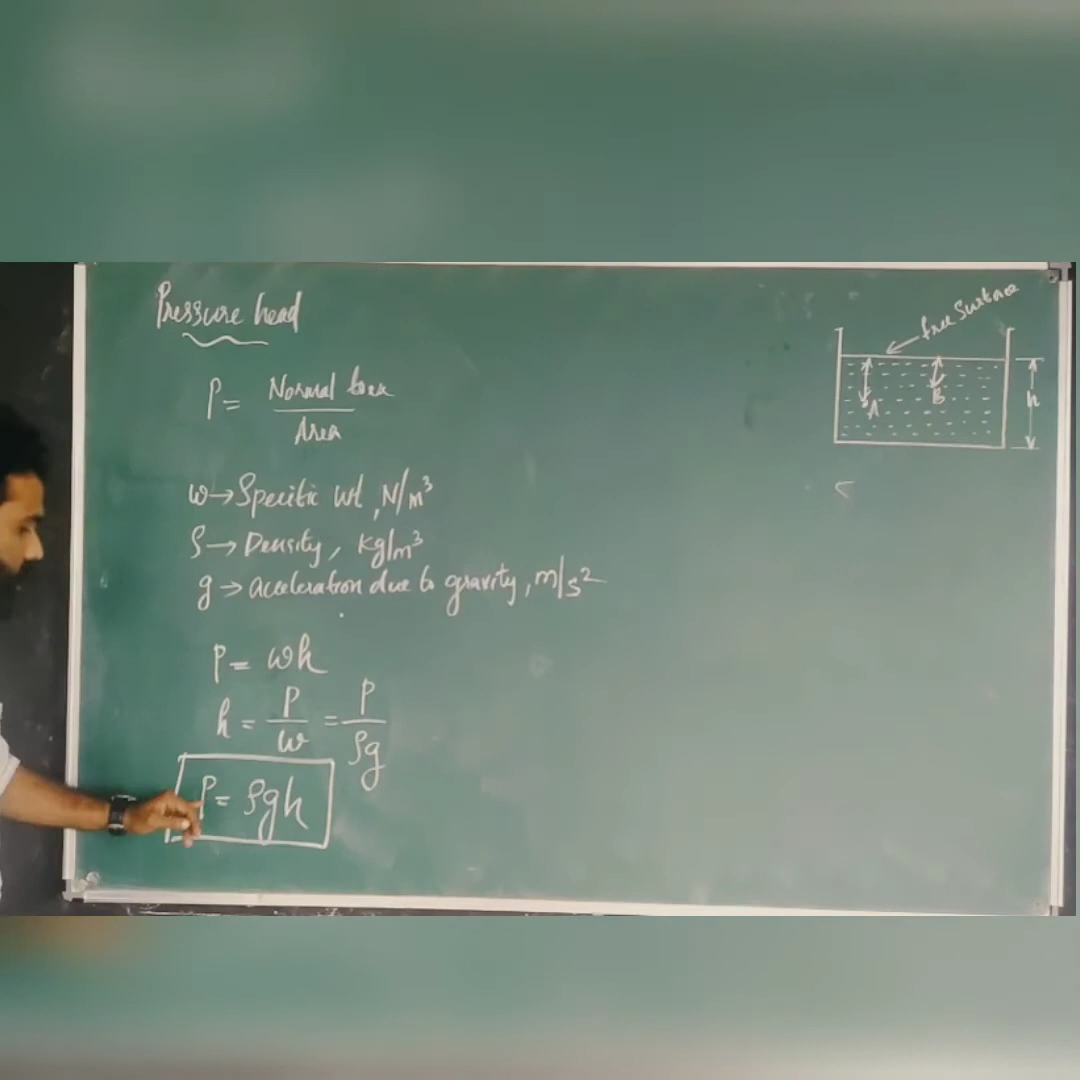 Pressure head
P = Normal force / Area
w → Specific wt, N/m³
ρ → Density, kg/m³
g → acceleration due to gravity, m/s²
P = wh
h = P/w = P/ρg
P = ρgh
free Surface
A
B
h